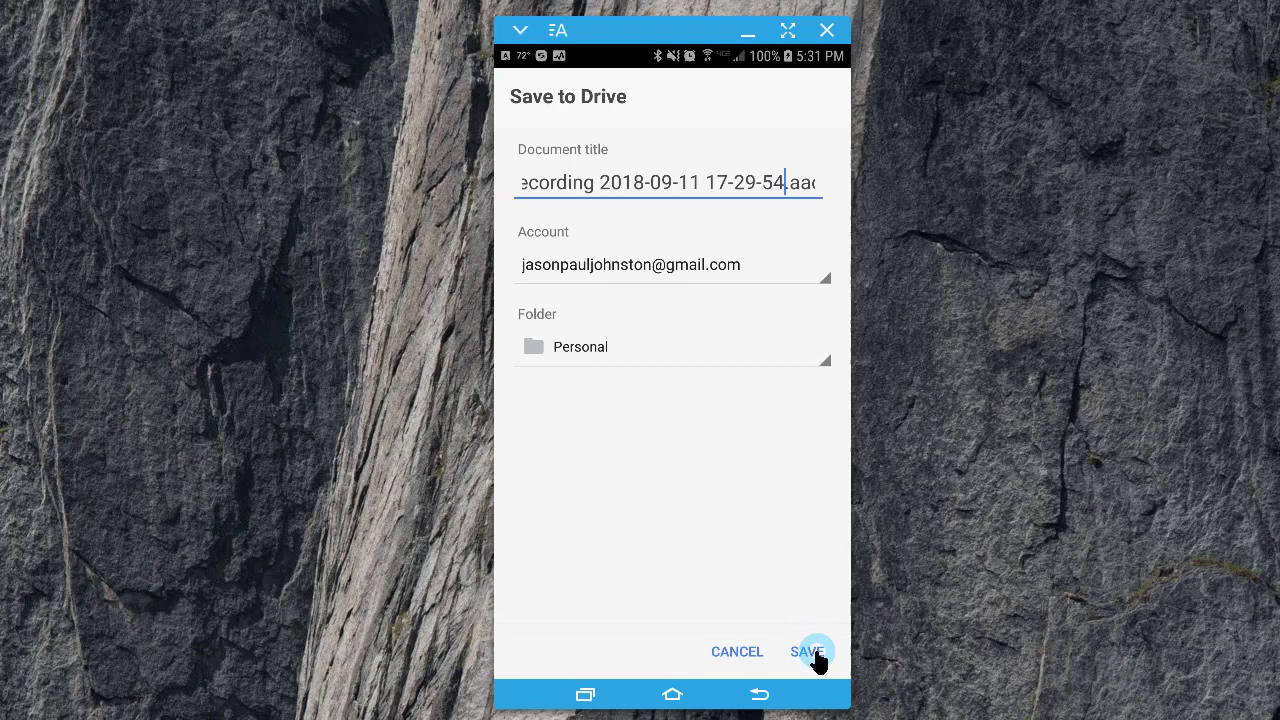 A
72° 100% 5:31 PM
Save to Drive
Document title
ecording 2018-09-11 17-29-54.aac
Account
jasonpauljohnston@gmail.com
Folder
Personal
CANCEL SAVE